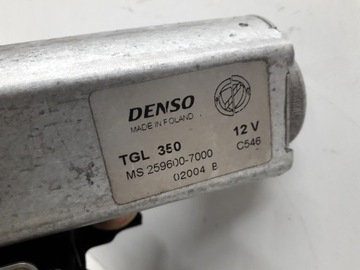 DENSO
MADE IN POLAND
TGL 350 12 V
MS 259600-7000 C546
02004 B